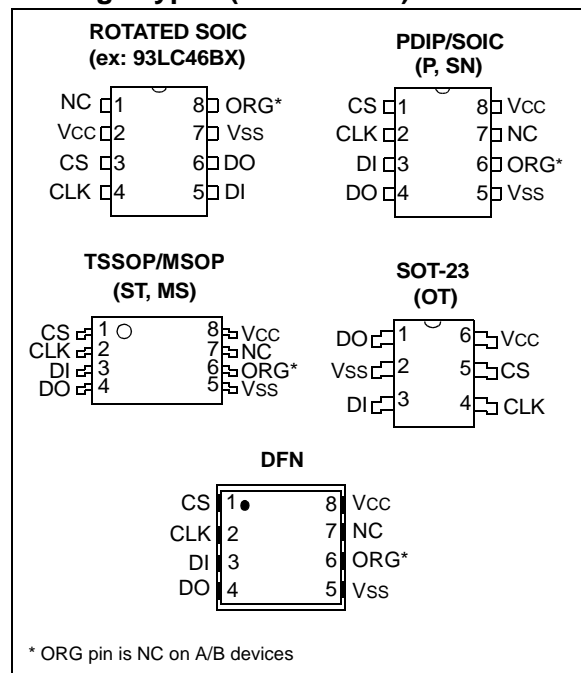 ROTATED SOIC
(ex: 93LC46BX)
NC 1 8 ORG*
VCC 2 7 VSS
CS 3 6 DO
CLK 4 5 DI
PDIP/SOIC
(P, SN)
CS 1 8 VCC
CLK 2 7 NC
DI 3 6 ORG*
DO 4 5 VSS
TSSOP/MSOP
(ST, MS)
CS 1 8 VCC
CLK 2 7 NC
DI 3 6 ORG*
DO 4 5 VSS
SOT-23
(OT)
DO 1 6 VCC
VSS 2 5 CS
DI 3 4 CLK
DFN
CS 1 8 VCC
CLK 2 7 NC
DI 3 6 ORG*
DO 4 5 VSS
* ORG pin is NC on A/B devices